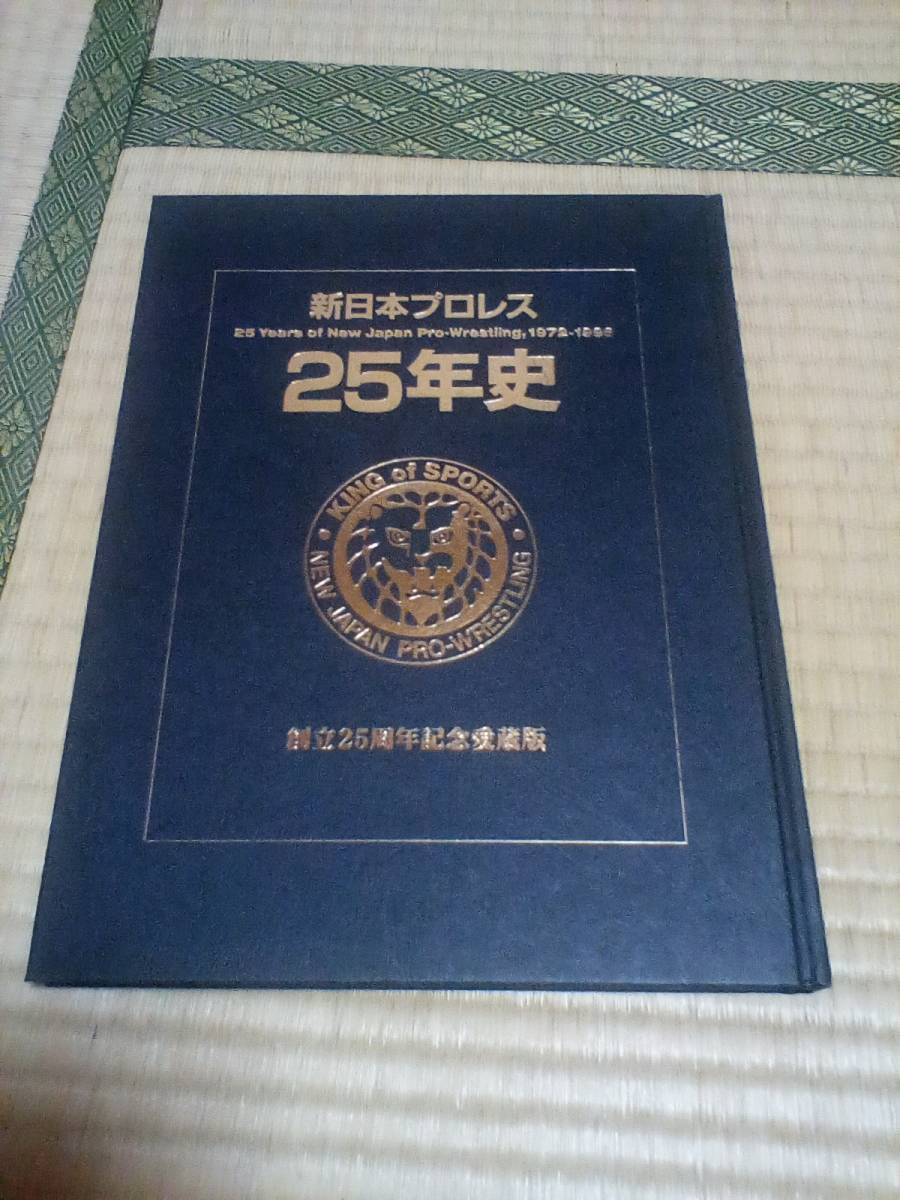 新日本プロレス
25 Years of New Japan Pro-Wrestling, 1972-1996
25年史
KING of SPORTS
NEW JAPAN PRO-WRESTLING
創立25周年記念愛蔵版